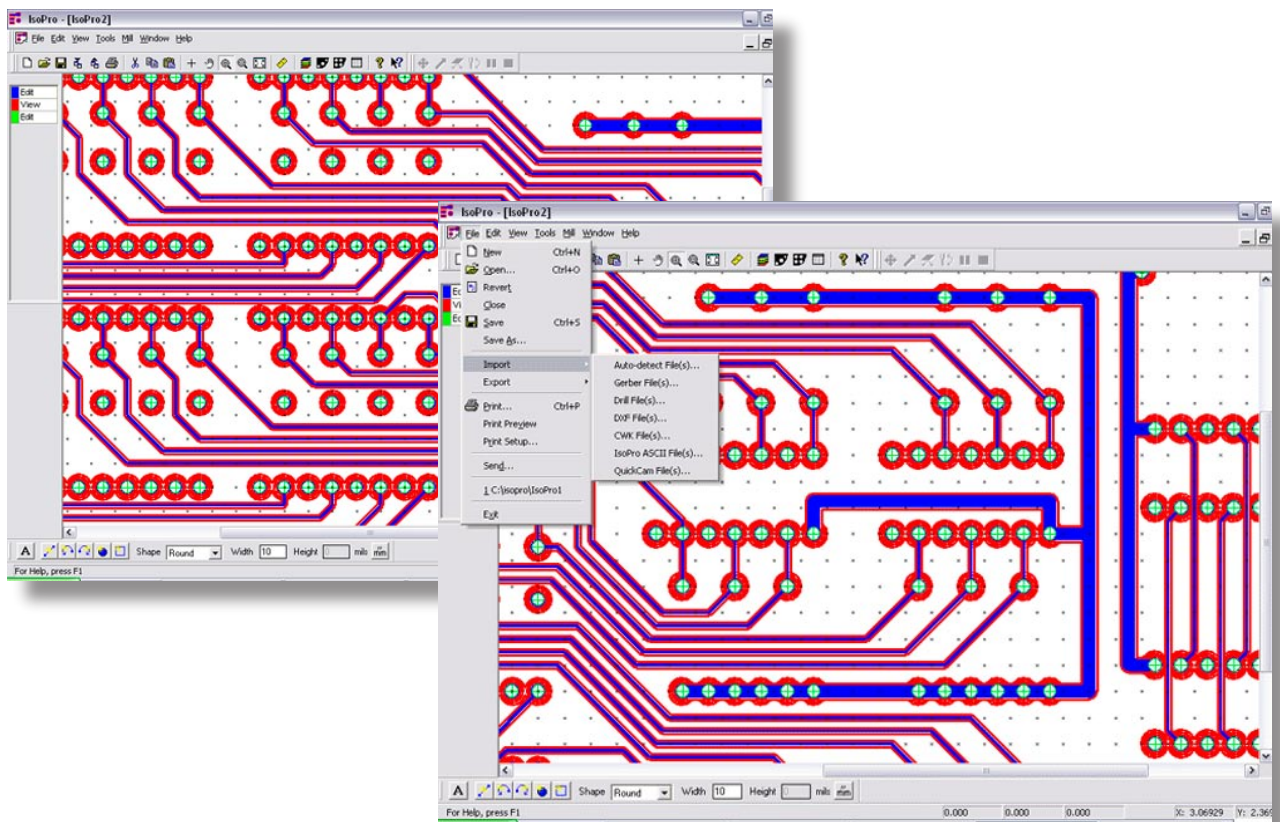 IsoPro - [IsoPro2]
File Edit View Tools Mill Window Help
Edit
View
Edit
A Shape Round Width 10 Height mils mm
For Help, press F1
IsoPro - [IsoPro2]
File Edit View Tools Mill Window Help
New Ctrl+N
Open... Ctrl+O
Revert
Close
Save Ctrl+S
Save As...
Import
Export
Print... Ctrl+P
Print Preview
Print Setup...
Send...
1 C:\isopro\IsoPro1
Exit
Auto-detect File(s)...
Gerber File(s)...
Drill File(s)...
DXF File(s)...
CWK File(s)...
IsoPro ASCII File(s)...
QuickCam File(s)...
A Shape Round Width 10 Height mils mm
For Help, press F1 0.000 0.000 0.000 X: 3.06929 Y: 2.369